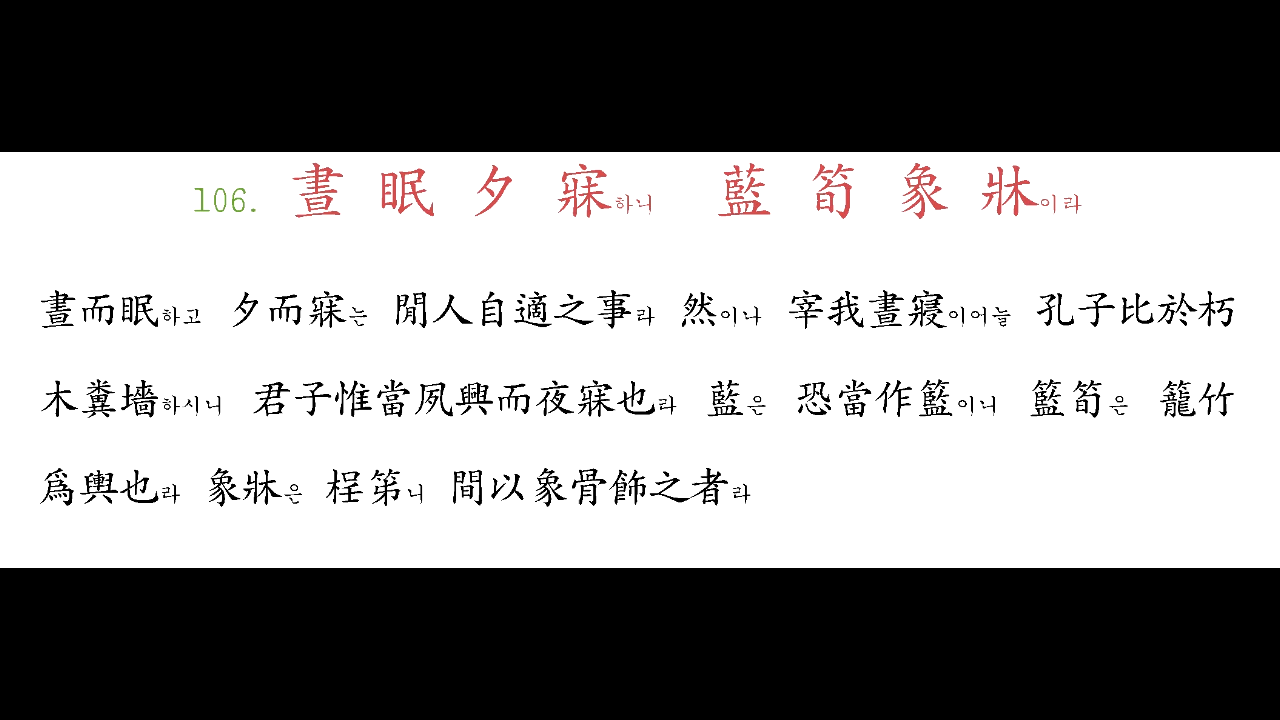 106. 晝眠夕寐하니 藍筍象牀이라
晝而眠하고 夕而寐는 閒人自適之事라 然이나 宰我晝寢이어늘 孔子比於朽
木糞墻하시니 君子惟當夙興而夜寐也라 藍은 恐當作籃이니 籃筍은 籠竹
爲輿也라 象牀은 桯笫니 間以象骨飾之者라